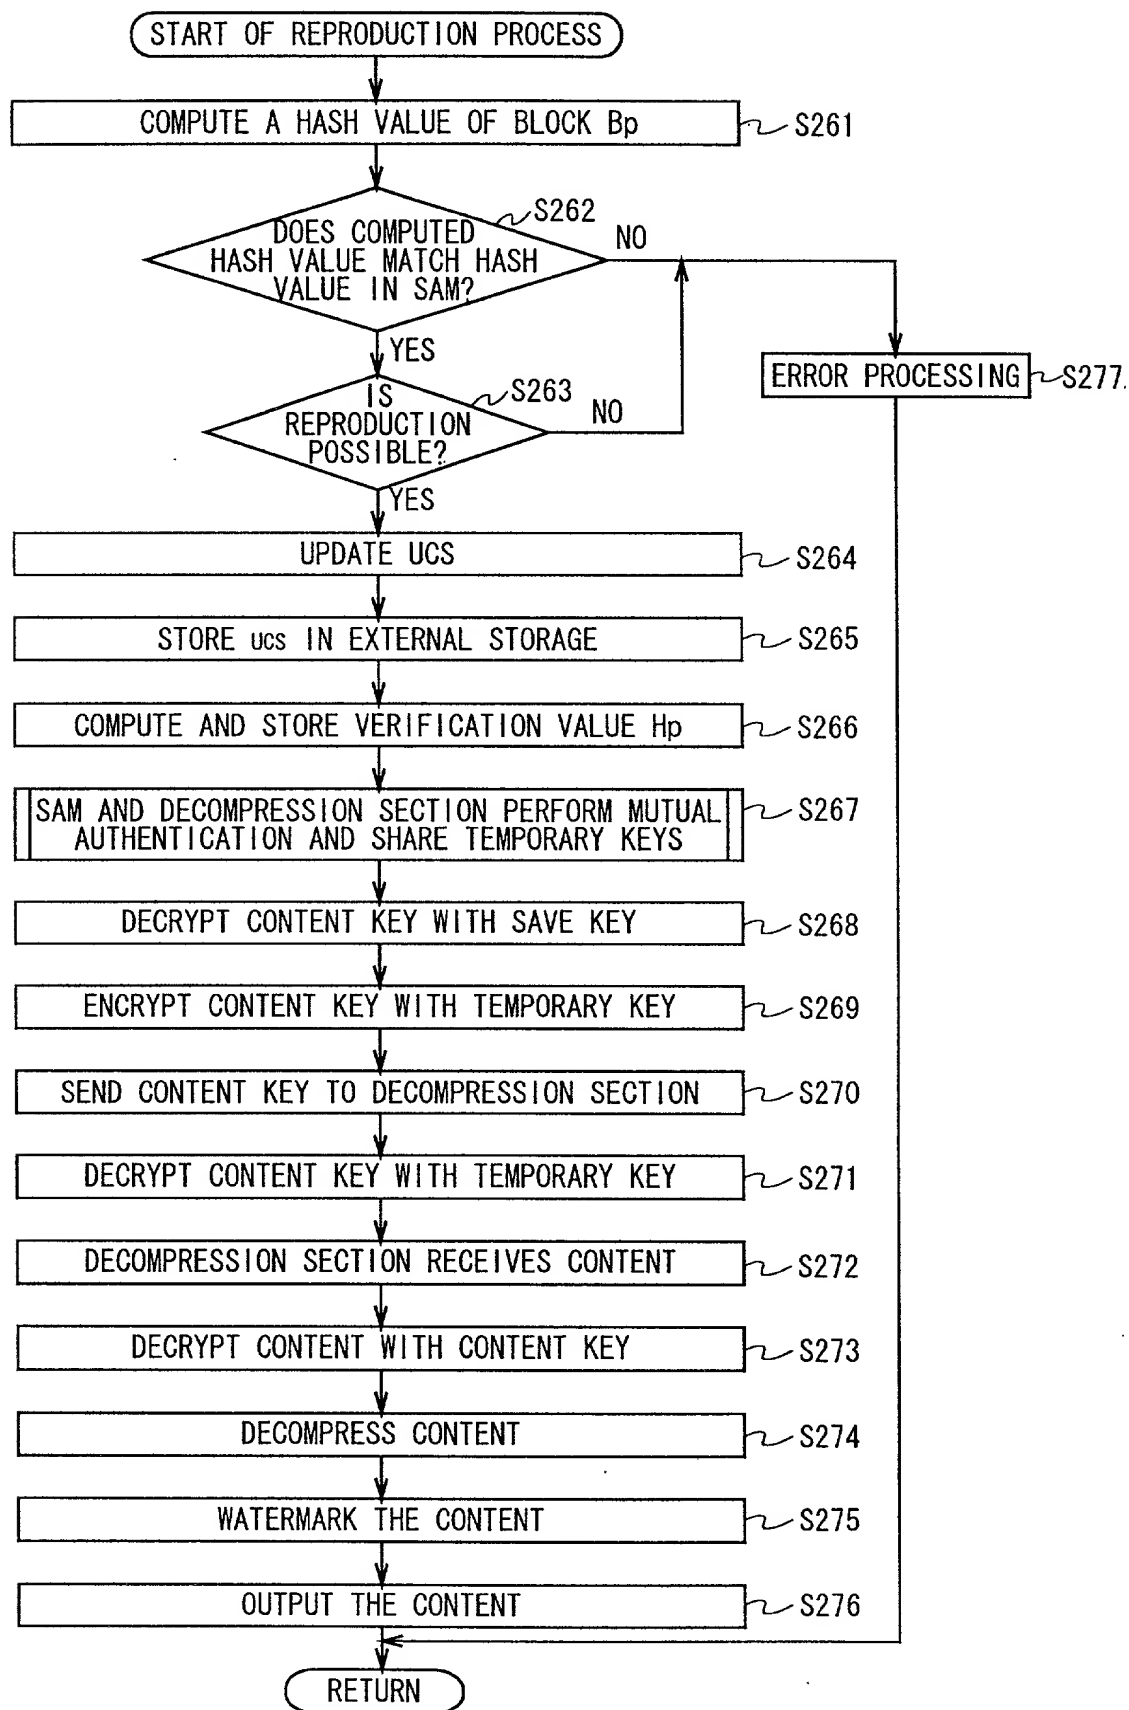 START OF REPRODUCTION PROCESS
COMPUTE A HASH VALUE OF BLOCK Bp
S261
S262
DOES COMPUTED
HASH VALUE MATCH HASH
VALUE IN SAM?
NO
YES
S263
IS
REPRODUCTION
POSSIBLE?
NO
YES
ERROR PROCESSING
S277
UPDATE UCS
S264
STORE UCS IN EXTERNAL STORAGE
S265
COMPUTE AND STORE VERIFICATION VALUE Hp
S266
SAM AND DECOMPRESSION SECTION PERFORM MUTUAL
AUTHENTICATION AND SHARE TEMPORARY KEYS
S267
DECRYPT CONTENT KEY WITH SAVE KEY
S268
ENCRYPT CONTENT KEY WITH TEMPORARY KEY
S269
SEND CONTENT KEY TO DECOMPRESSION SECTION
S270
DECRYPT CONTENT KEY WITH TEMPORARY KEY
S271
DECOMPRESSION SECTION RECEIVES CONTENT
S272
DECRYPT CONTENT WITH CONTENT KEY
S273
DECOMPRESS CONTENT
S274
WATERMARK THE CONTENT
S275
OUTPUT THE CONTENT
S276
RETURN